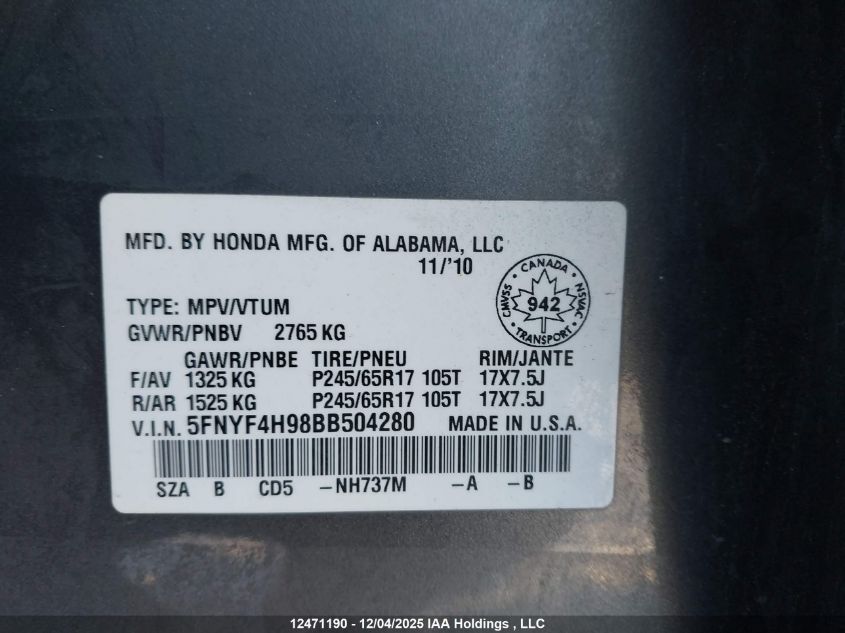 MFD. BY HONDA MFG. OF ALABAMA, LLC
11/'10
CANADA
CMVSS 942 NSVAC
TRANSPORT
TYPE: MPV/VTUM
GVWR/PNBV 2765 KG
GAWR/PNBE TIRE/PNEU RIM/JANTE
F/AV 1325 KG P245/65R17 105T 17X7.5J
R/AR 1525 KG P245/65R17 105T 17X7.5J
V.I.N. 5FNYF4H98BB504280 MADE IN U.S.A.
SZA B CD5 -NH737M -A -B
12471190 - 12/04/2025 IAA Holdings , LLC